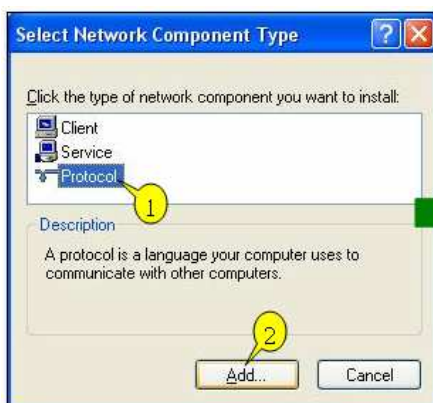 Select Network Component Type
Click the type of network component you want to install:
Client
Service
Protocol
1
Description
A protocol is a language your computer uses to
communicate with other computers.
2
Add...
Cancel